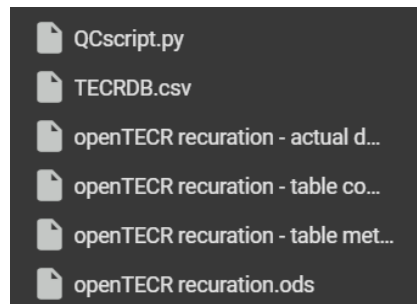 QCscript.py
TECRDB.csv
openTECR recuration - actual d...
openTECR recuration - table co...
openTECR recuration - table met...
openTECR recuration.ods